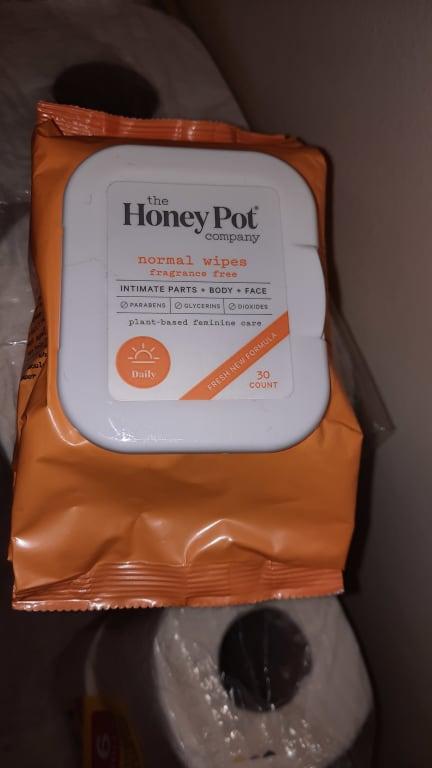 the
Honey Pot®
company
normal wipes
fragrance free
INTIMATE PARTS + BODY + FACE
PARABENS GLYCERINS DIOXIDES
plant-based feminine care
Daily
FRESH NEW FORMULA
30
COUNT
6